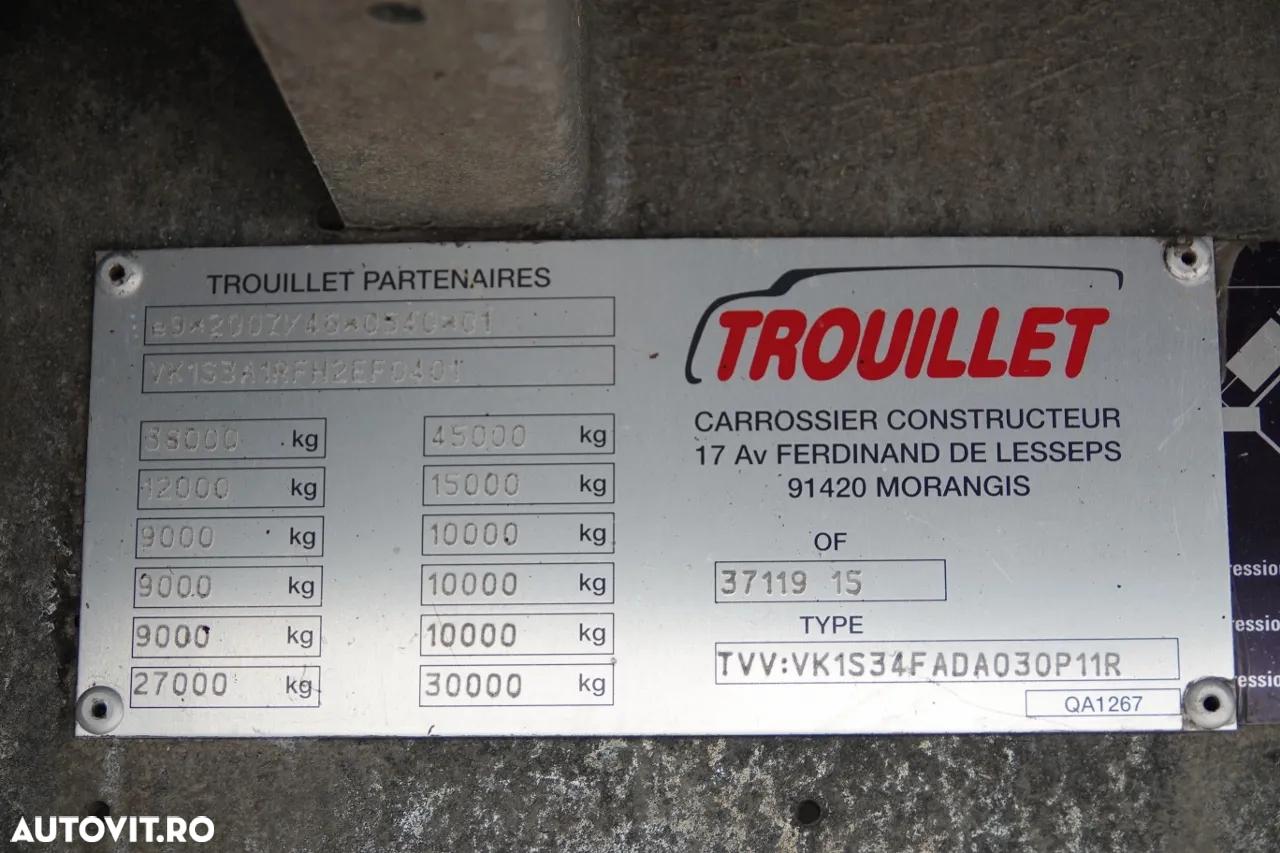 TROUILLET PARTENAIRES
e9*2007/46*0340*01
VK1S3A1RFH2EF0401
38000 kg
45000 kg
12000 kg
15000 kg
9000 kg
10000 kg
9000 kg
10000 kg
9000 kg
10000 kg
27000 kg
30000 kg
TROUILLET
CARROSSIER CONSTRUCTEUR
17 Av FERDINAND DE LESSEPS
91420 MORANGIS
OF
37119 15
TYPE
TVV:VK1S34FADA030P11R
QA1267
AUTOVIT.RO